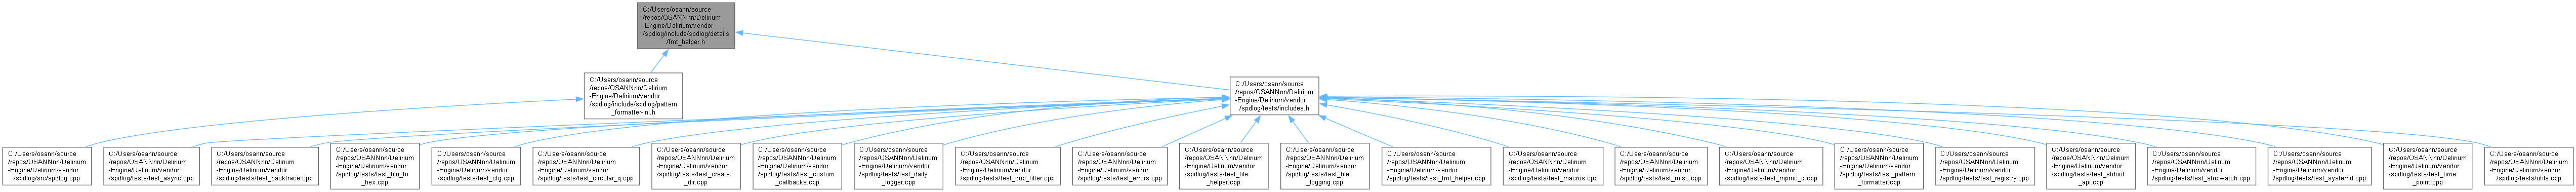 C:/Users/osann/source
/repos/OSANNnn/Delirium
-Engine/Delirium/vendor
/spdlog/include/spdlog/details
/fmt_helper.h
C:/Users/osann/source
/repos/OSANNnn/Delirium
-Engine/Delirium/vendor
/spdlog/include/spdlog/pattern
_formatter-inl.h
C:/Users/osann/source
/repos/OSANNnn/Delirium
-Engine/Delirium/vendor
/spdlog/tests/includes.h
C:/Users/osann/source
/repos/OSANNnn/Delirium
-Engine/Delirium/vendor
/spdlog/src/spdlog.cpp
C:/Users/osann/source
/repos/OSANNnn/Delirium
-Engine/Delirium/vendor
/spdlog/tests/test_async.cpp
C:/Users/osann/source
/repos/OSANNnn/Delirium
-Engine/Delirium/vendor
/spdlog/tests/test_backtrace.cpp
C:/Users/osann/source
/repos/OSANNnn/Delirium
-Engine/Delirium/vendor
/spdlog/tests/test_bin_to
_hex.cpp
C:/Users/osann/source
/repos/OSANNnn/Delirium
-Engine/Delirium/vendor
/spdlog/tests/test_cfg.cpp
C:/Users/osann/source
/repos/OSANNnn/Delirium
-Engine/Delirium/vendor
/spdlog/tests/test_circular_q.cpp
C:/Users/osann/source
/repos/OSANNnn/Delirium
-Engine/Delirium/vendor
/spdlog/tests/test_create
_dir.cpp
C:/Users/osann/source
/repos/OSANNnn/Delirium
-Engine/Delirium/vendor
/spdlog/tests/test_custom
_callbacks.cpp
C:/Users/osann/source
/repos/OSANNnn/Delirium
-Engine/Delirium/vendor
/spdlog/tests/test_daily
_logger.cpp
C:/Users/osann/source
/repos/OSANNnn/Delirium
-Engine/Delirium/vendor
/spdlog/tests/test_dup_filter.cpp
C:/Users/osann/source
/repos/OSANNnn/Delirium
-Engine/Delirium/vendor
/spdlog/tests/test_errors.cpp
C:/Users/osann/source
/repos/OSANNnn/Delirium
-Engine/Delirium/vendor
/spdlog/tests/test_file
_helper.cpp
C:/Users/osann/source
/repos/OSANNnn/Delirium
-Engine/Delirium/vendor
/spdlog/tests/test_file
_logging.cpp
C:/Users/osann/source
/repos/OSANNnn/Delirium
-Engine/Delirium/vendor
/spdlog/tests/test_fmt_helper.cpp
C:/Users/osann/source
/repos/OSANNnn/Delirium
-Engine/Delirium/vendor
/spdlog/tests/test_macros.cpp
C:/Users/osann/source
/repos/OSANNnn/Delirium
-Engine/Delirium/vendor
/spdlog/tests/test_misc.cpp
C:/Users/osann/source
/repos/OSANNnn/Delirium
-Engine/Delirium/vendor
/spdlog/tests/test_mpmc_q.cpp
C:/Users/osann/source
/repos/OSANNnn/Delirium
-Engine/Delirium/vendor
/spdlog/tests/test_pattern
_formatter.cpp
C:/Users/osann/source
/repos/OSANNnn/Delirium
-Engine/Delirium/vendor
/spdlog/tests/test_registry.cpp
C:/Users/osann/source
/repos/OSANNnn/Delirium
-Engine/Delirium/vendor
/spdlog/tests/test_stdout
_api.cpp
C:/Users/osann/source
/repos/OSANNnn/Delirium
-Engine/Delirium/vendor
/spdlog/tests/test_stopwatch.cpp
C:/Users/osann/source
/repos/OSANNnn/Delirium
-Engine/Delirium/vendor
/spdlog/tests/test_systemd.cpp
C:/Users/osann/source
/repos/OSANNnn/Delirium
-Engine/Delirium/vendor
/spdlog/tests/test_time
_point.cpp
C:/Users/osann/source
/repos/OSANNnn/Delirium
-Engine/Delirium/vendor
/spdlog/tests/utils.cpp